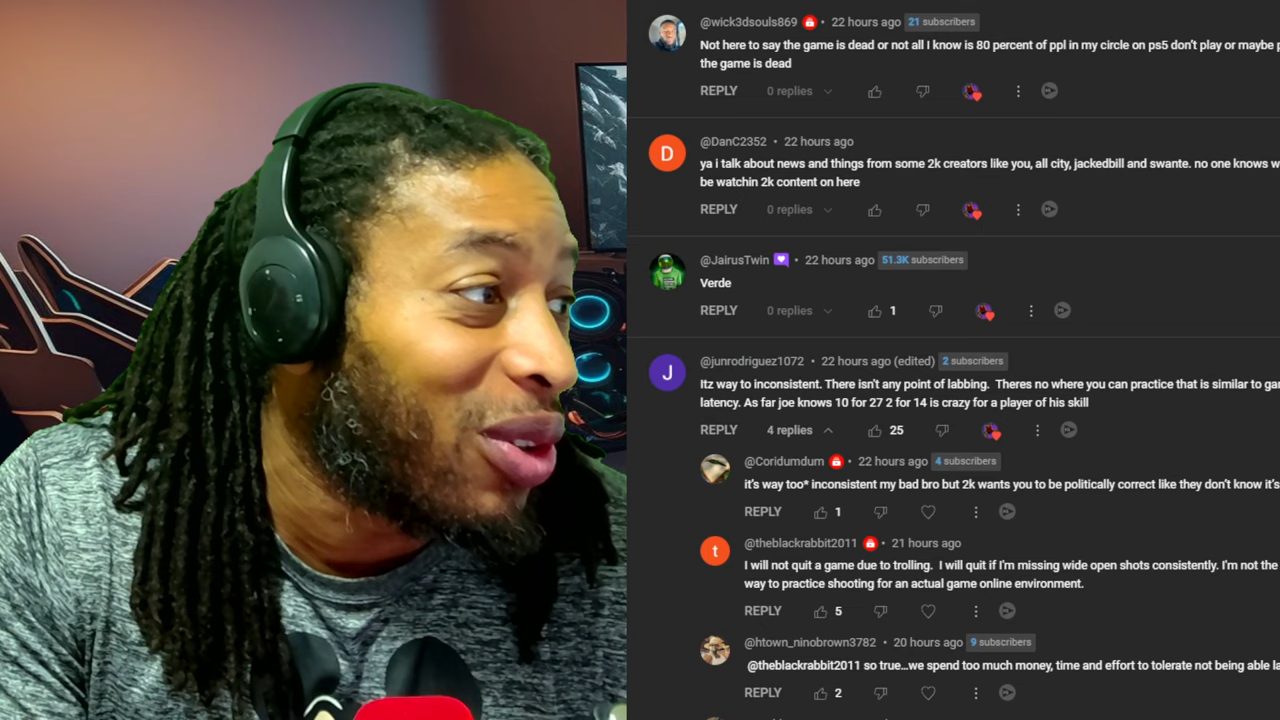 @wick3dsouls869 • 22 hours ago 21 subscribers
Not here to say the game is dead or not all I know is 80 percent of ppl in my circle on ps5 don't play or maybe
the game is dead
REPLY 0 replies
@DanC2352 • 22 hours ago
ya i talk about news and things from some 2k creators like you, all city, jackedbill and swante. no one knows
be watchin 2k content on here
REPLY 0 replies
D
@JairusTwin • 22 hours ago 51.3K subscribers
Verde
REPLY 0 replies 1
@junrodriguez1072 • 22 hours ago (edited) 2 subscribers
J
Itz way to inconsistent. There isn't any point of labbing. Theres no where you can practice that is similar to
latency. As far joe knows 10 for 27 2 for 14 is crazy for a player of his skill
REPLY 4 replies 25
@Coridumdum • 22 hours ago 4 subscribers
it's way too* inconsistent my bad bro but 2k wants you to be politically correct like they don't know it's
REPLY 1
@theblackrabbit2011 • 21 hours ago
t
I will not quit a game due to trolling. I will quit if I'm missing wide open shots consistently. I'm not the
way to practice shooting for an actual game online environment.
REPLY 5
@htown_ninobrown3782 • 20 hours ago 9 subscribers
@theblackrabbit2011 so true...we spend too much money, time and effort to tolerate not being able
REPLY 2